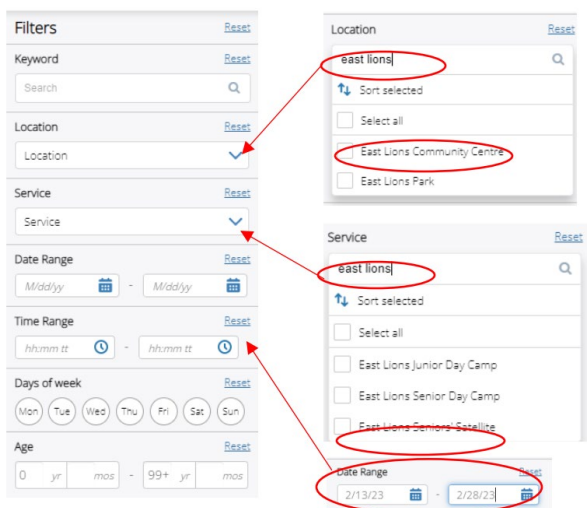 Filters Reset
Keyword Reset
Search
Location Reset
Location
Service Reset
Service
Date Range Reset
M/dd/yy - M/dd/yy
Time Range Reset
hh:mm tt - hh:mm tt
Days of week Reset
Mon Tue Wed Thu Fri Sat Sun
Age Reset
0 yr mos - 99+ yr mos
Location Reset
east lions
Sort selected
Select all
East Lions Community Centre
East Lions Park
Service Reset
east lions
Sort selected
Select all
East Lions Junior Day Camp
East Lions Senior Day Camp
East Lions Seniors' Satellite
Date Range Reset
2/13/23 - 2/28/23